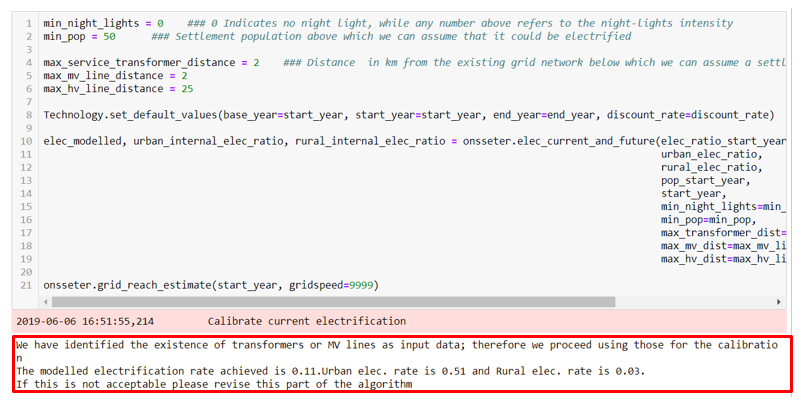 1 min_night_lights = 0 ### 0 Indicates no night light, while any number above refers to the night-lights intensity
2 min_pop = 50 ### Settlement population above which we can assume that it could be electrified
3
4 max_service_transformer_distance = 2 ### Distance in km from the existing grid network below which we can assume a settl
5 max_mv_line_distance = 2
6 max_hv_line_distance = 25
7
8 Technology.set_default_values(base_year=start_year, start_year=start_year, end_year=end_year, discount_rate=discount_rate)
9
10 elec_modelled, urban_internal_elec_ratio, rural_internal_elec_ratio = onsseter.elec_current_and_future(elec_ratio_start_year
11 urban_elec_ratio,
12 rural_elec_ratio,
13 pop_start_year,
14 start_year,
15 min_night_lights=min_
16 min_pop=min_pop,
17 max_transformer_dist=
18 max_mv_dist=max_mv_li
19 max_hv_dist=max_hv_li
20
21 onsseter.grid_reach_estimate(start_year, gridspeed=9999)
2019-06-06 16:51:55,214 Calibrate current electrification
We have identified the existence of transformers or MV lines as input data; therefore we proceed using those for the calibratio
n
The modelled electrification rate achieved is 0.11.Urban elec. rate is 0.51 and Rural elec. rate is 0.03.
If this is not acceptable please revise this part of the algorithm